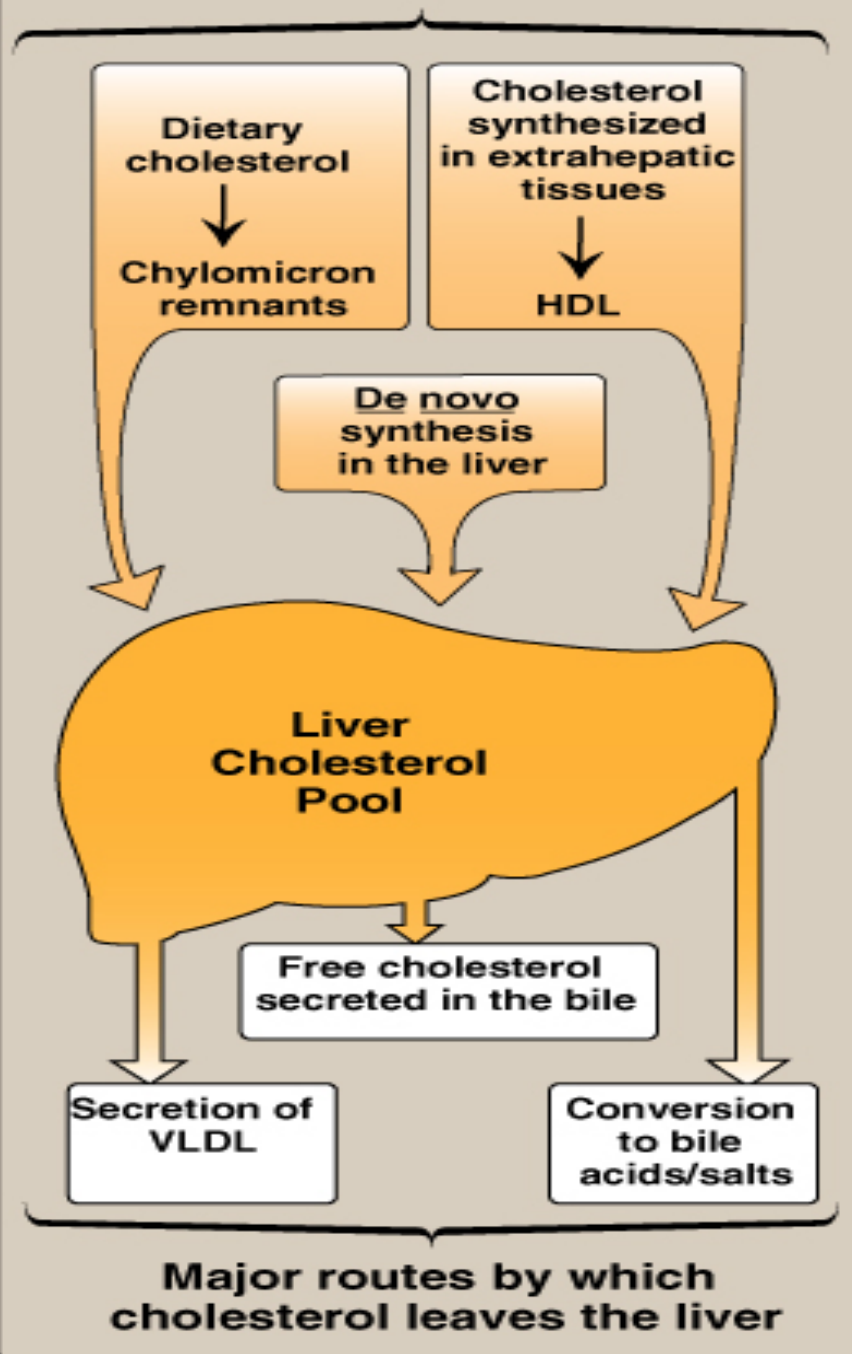 Dietary
cholesterol
Chylomicron
remnants
Cholesterol
synthesized
in extrahepatic
tissues
HDL
De novo
synthesis
in the liver
Liver
Cholesterol
Pool
Free cholesterol
secreted in the bile
Secretion of
VLDL
Conversion
to bile
acids/salts
Major routes by which
cholesterol leaves the liver